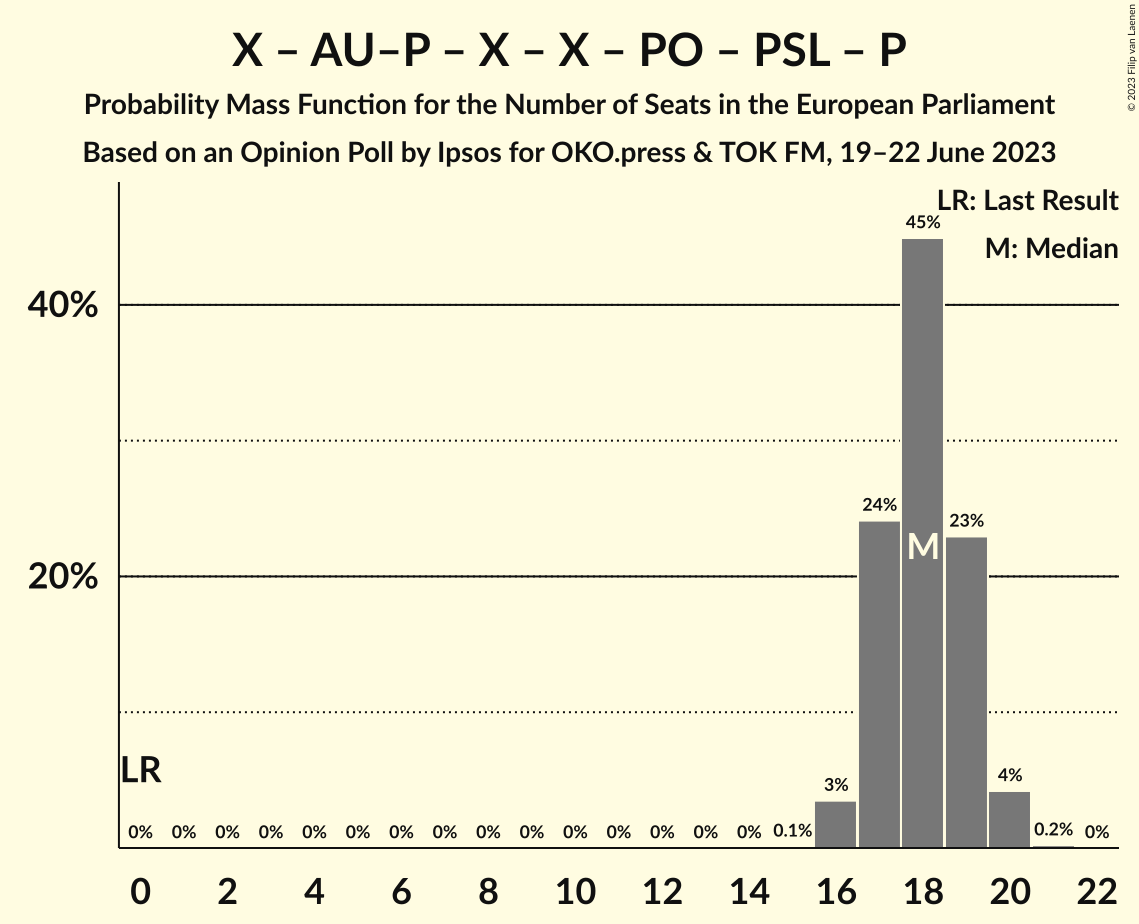 X – AU–P – X – X – PO – PSL – P
Probability Mass Function for the Number of Seats in the European Parliament
Based on an Opinion Poll by Ipsos for OKO.press & TOK FM, 19–22 June 2023
© 2023 Filip van Laenen
LR: Last Result
M: Median
45%
40%
24%
23%
M
20%
LR
0% 0% 0% 0% 0% 0% 0% 0% 0% 0% 0% 0% 0% 0% 0% 0.1% 3% 4% 0.2% 0%
0 2 4 6 8 10 12 14 16 18 20 22